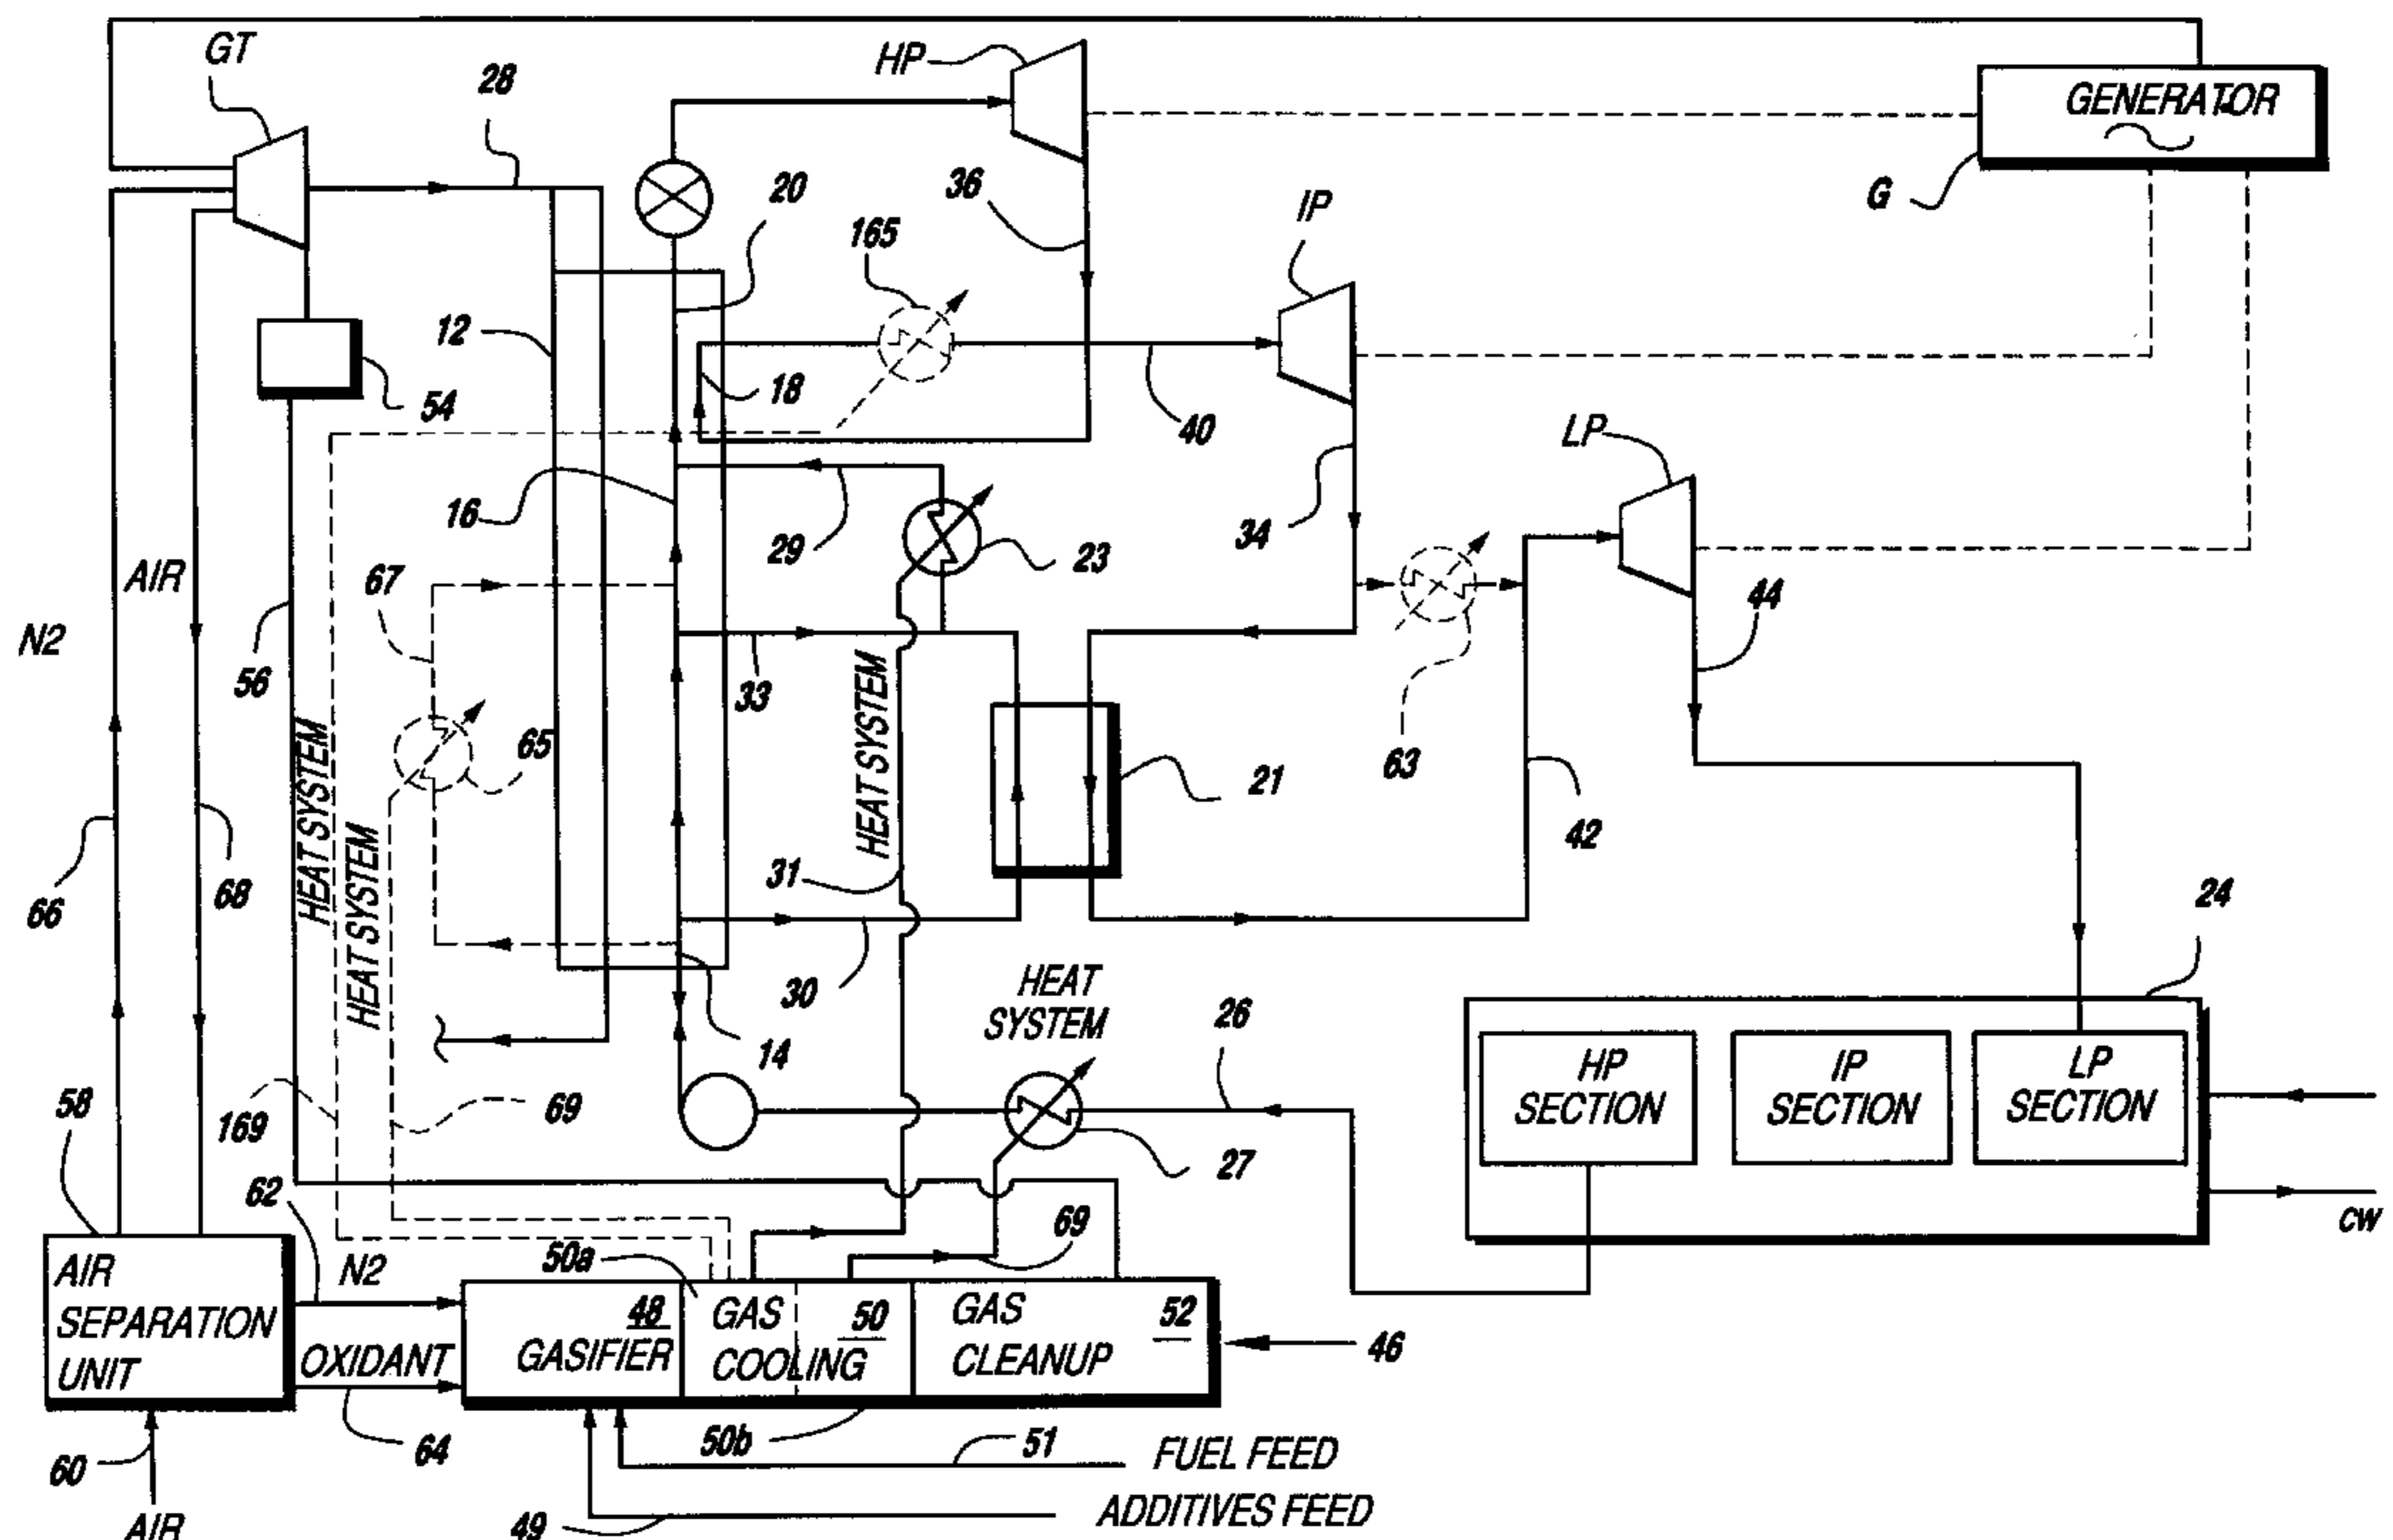 GT
28
HP
GENERATOR
G
36
IP
20
165
12
54
18
40
LP
16
29
23
34
AIR
67
N2
56
33
HEAT SYSTEM
44
65
63
21
42
HEAT SYSTEM
HEAT SYSTEM
66
68
31
30
24
HEAT
SYSTEM
26
14
58
169
69
27
HP
SECTION
IP
SECTION
LP
SECTION
CW
62
N2
50a
69
AIR
SEPARATION
UNIT
OXIDANT
48
GASIFIER
GAS
COOLING
50
GAS
CLEANUP
52
46
60
64
50b
51
FUEL FEED
AIR
49
ADDITIVES FEED